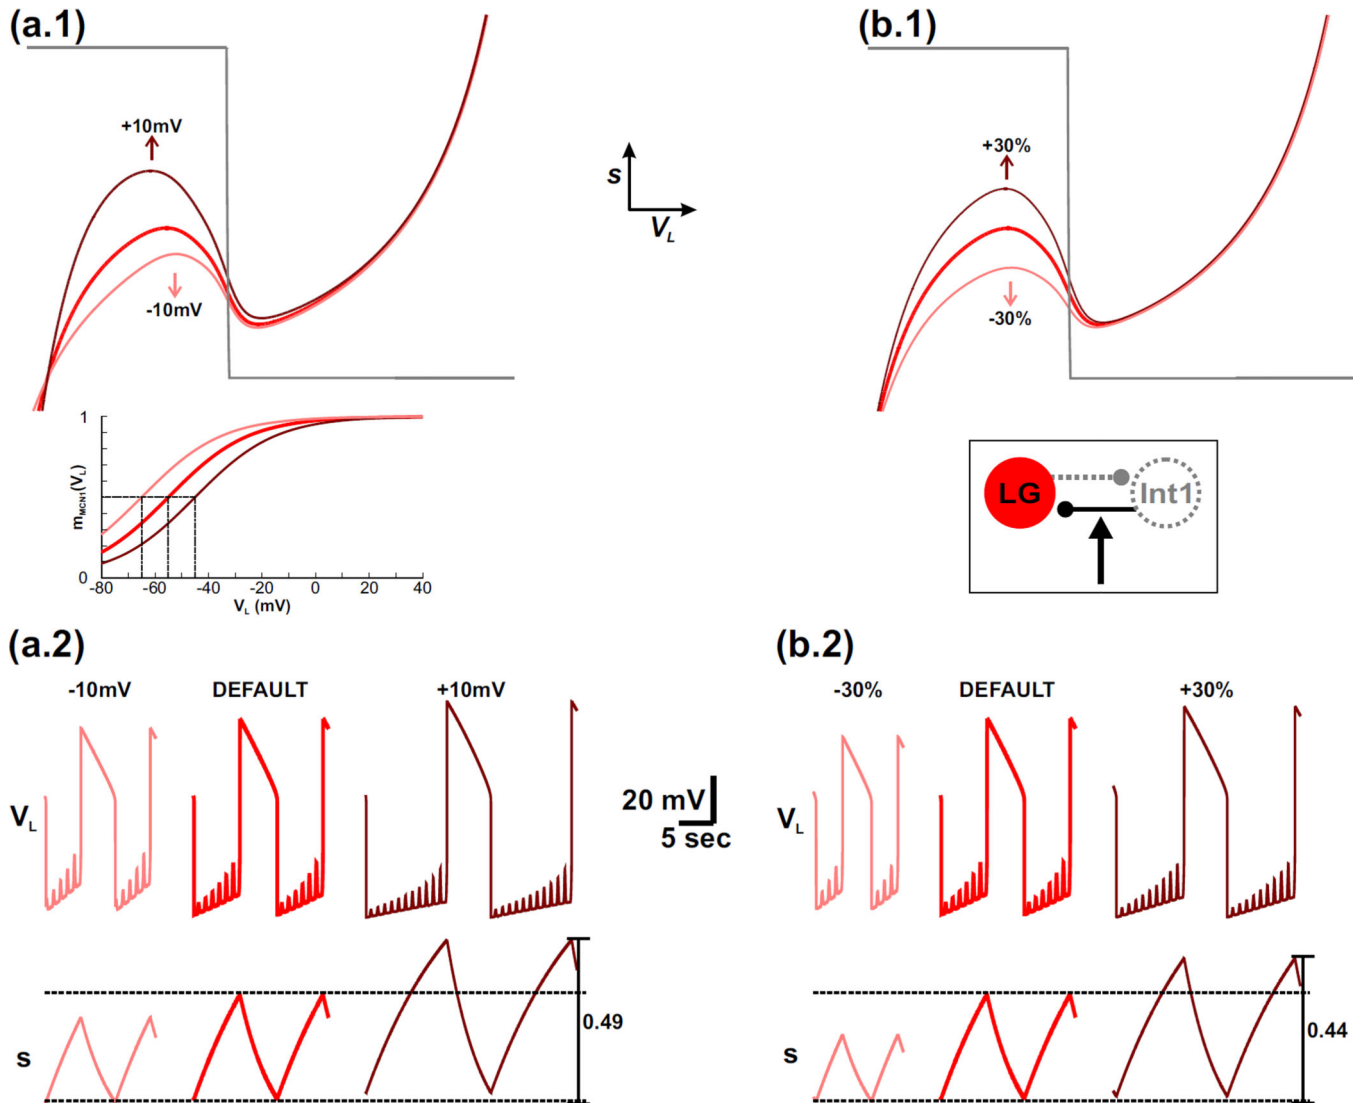 (a.1)
(b.1)
+10mV
+30%
s
V_L
-10mV
-30%
1
m_MCN1(V_L)
0
-80 -60 -40 -20 0 20 40
V_L (mV)
LG Int1
(a.2)
(b.2)
-10mV DEFAULT +10mV
-30% DEFAULT +30%
V_L
20 mV
5 sec
V_L
s
0.49
s
0.44